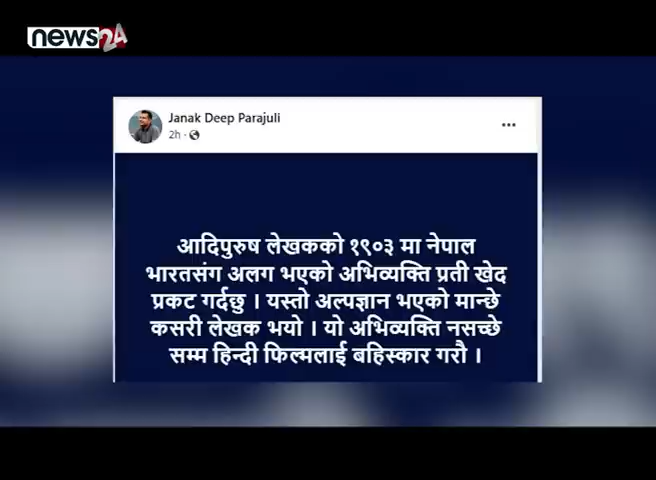 news24
Janak Deep Parajuli
2h ·
आदिपुरुष लेखकको १९०३ मा नेपाल
भारतसंग अलग भएको अभिव्यक्ति प्रती खेद
प्रकट गर्दछु । यस्तो अल्पज्ञान भएको मान्छे
कसरी लेखक भयो । यो अभिव्यक्ति नसच्छे
सम्म हिन्दी फिल्मलाई बहिस्कार गरौ ।